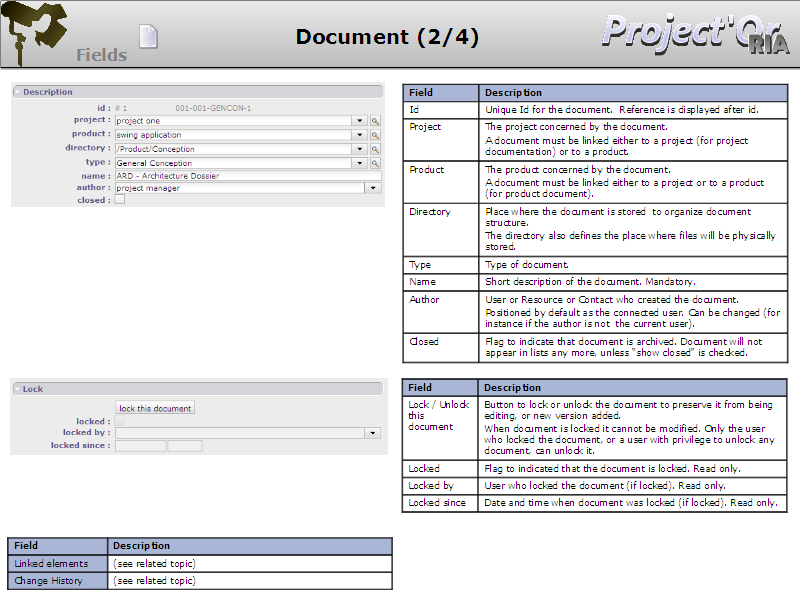 Fields
Document (2/4)
Project'Or
RIA
Description
id : # 1 001-001-GENCON-1
project : project one
product : swing application
directory : /Product/Conception
type : General Conception
name : ARD - Architecture Dossier
author : project manager
closed :
Field Description
Id Unique Id for the document. Reference is displayed after id.
Project The project concerned by the document.
A document must be linked either to a project (for project
documentation) or to a product.
Product The product concerned by the document.
A document must be linked either to a project or to a product
(for product document).
Directory Place where the document is stored to organize document
structure.
The directory also defines the place where files will be physically
stored.
Type Type of document.
Name Short description of the document. Mandatory.
Author User or Resource or Contact who created the document.
Positioned by default as the connected user. Can be changed (for
instance if the author is not the current user).
Closed Flag to indicate that document is archived. Document will not
appear in lists any more, unless "show closed" is checked.
Lock
lock this document
locked :
locked by :
locked since :
Field Description
Lock / Unlock Button to lock or unlock the document to preserve it from being
this editing, or new version added.
document When document is locked it cannot be modified. Only the user
who locked the document, or a user with privilege to unlock any
document, can unlock it.
Locked Flag to indicated that the document is locked. Read only.
Locked by User who locked the document (if locked). Read only.
Locked since Date and time when document was locked (if locked). Read only.
Field Description
Linked elements (see related topic)
Change History (see related topic)